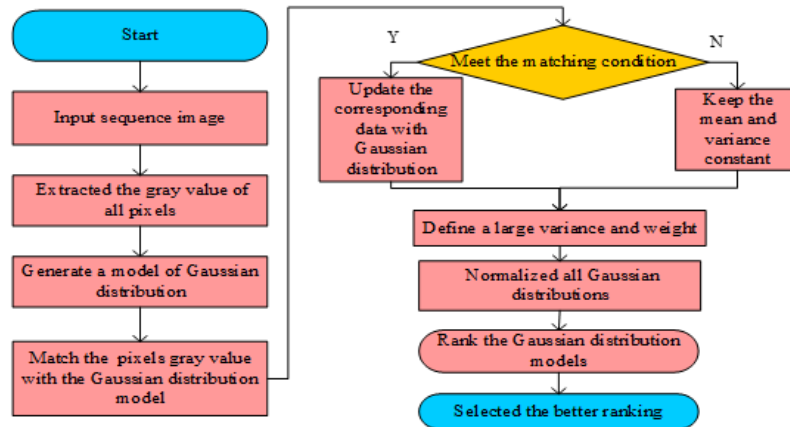 Start
Input sequence image
Extracted the gray value of
all pixels
Generate a model of Gaussian
distribution
Match the pixels gray value
with the Gaussian distribution
model
Y
N
Meet the matching condition
Update the
corresponding
data with
Gaussian
distribution
Keep the
mean and
variance
constant
Define a large variance and weight
Normalized all Gaussian
distributions
Rank the Gaussian distribution
models
Selected the better ranking